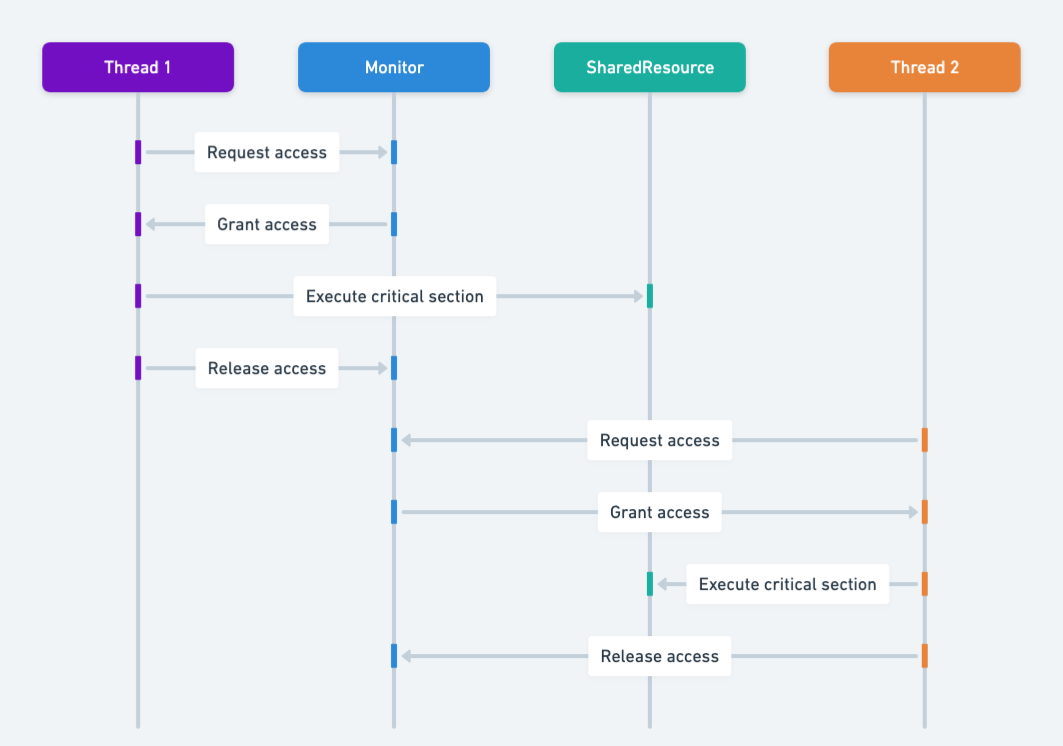 Thread 1
Monitor
SharedResource
Thread 2
Request access
Grant access
Execute critical section
Release access
Request access
Grant access
Execute critical section
Release access